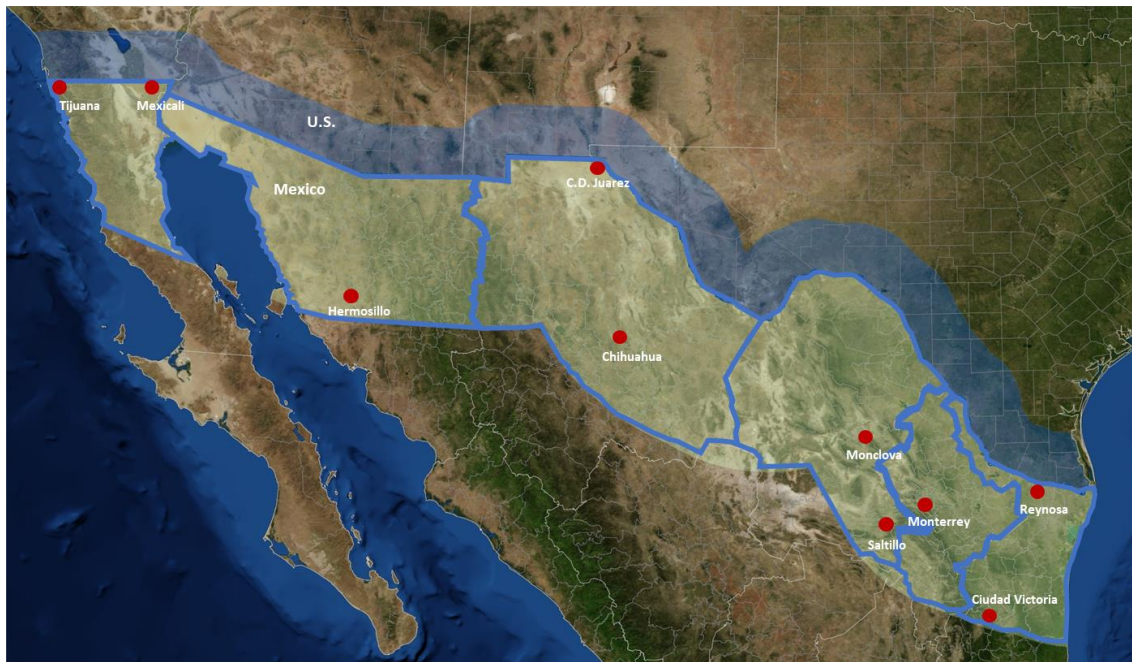 Tijuana
Mexicali
U.S.
Mexico
C.D. Juarez
Hermosillo
Chihuahua
Monclova
Reynosa
Monterrey
Saltillo
Ciudad Victoria